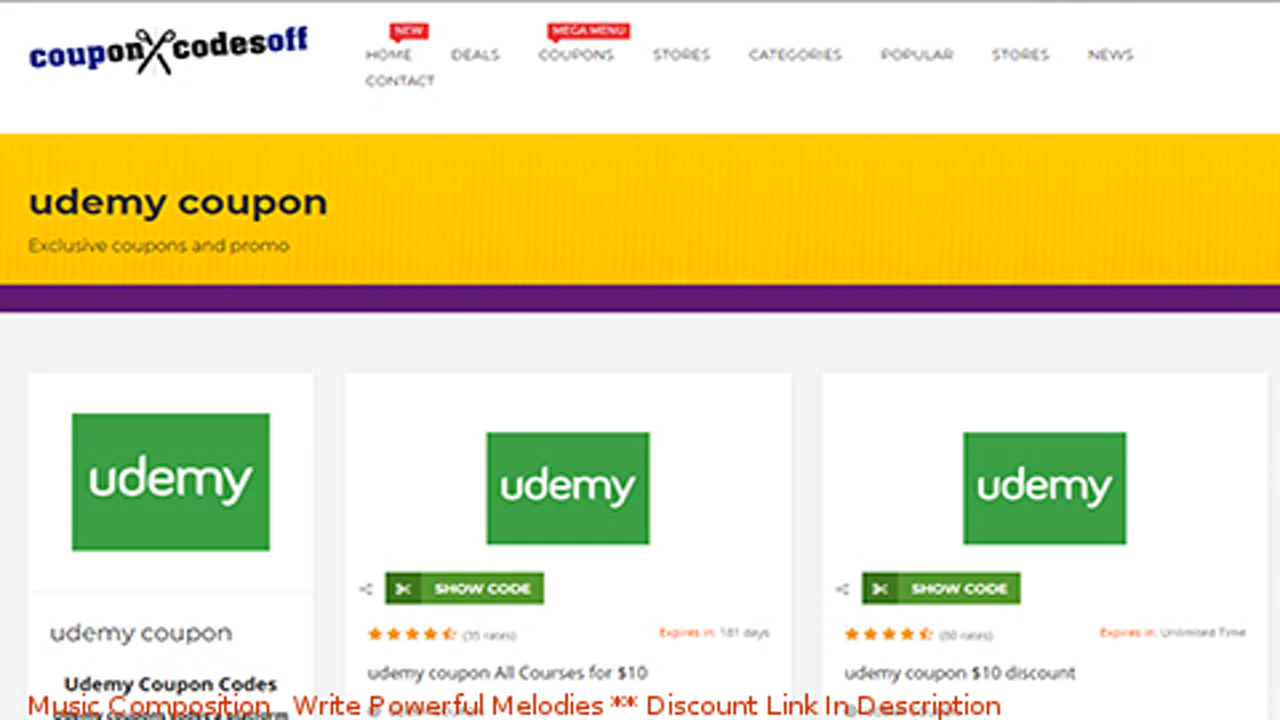 couponcodesoff
NEW
MEGA MENU
HOME DEALS COUPONS STORES CATEGORIES POPULAR STORES NEWS
CONTACT
udemy coupon
Exclusive coupons and promo
udemy
udemy coupon
Udemy Coupon Codes
udemy
SHOW CODE
(35 rates)
Expires in: 181 days
udemy coupon All Courses for $10
udemy
SHOW CODE
Expires in: Unlimited Time
udemy coupon $10 discount
Music Composition Write Powerful Melodies ** Discount Link In Description